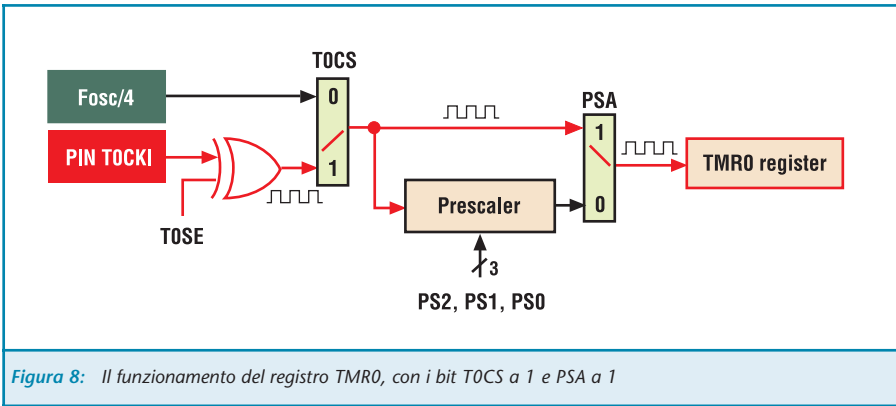 T0CS
Fosc/4
0
PSA
1
PIN T0CKI
1
TMR0 register
Prescaler
0
T0SE
3
PS2, PS1, PS0
Figura 8: Il funzionamento del registro TMR0, con i bit T0CS a 1 e PSA a 1